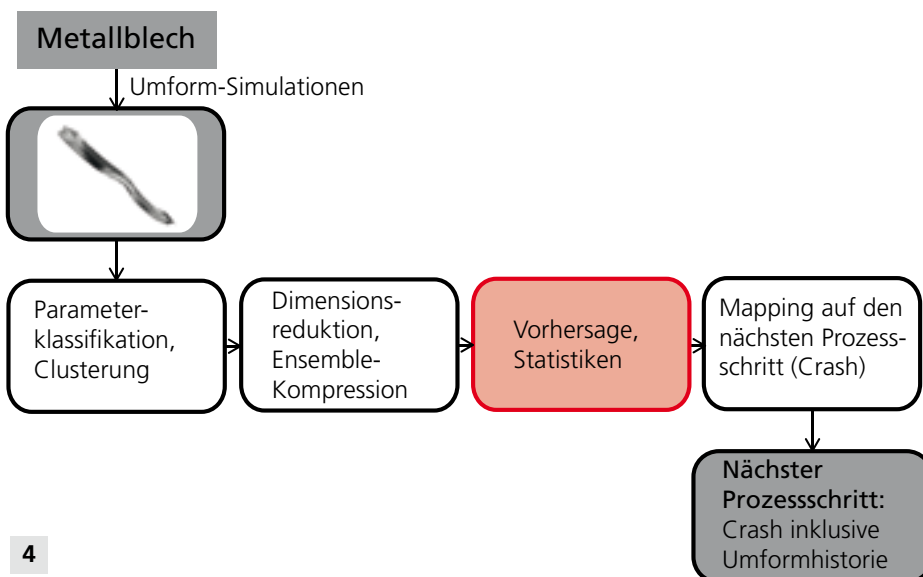 Metallblech
Umform-Simulationen
Parameter-
klassifikation,
Clusterung
Dimensions-
reduktion,
Ensemble-
Kompression
Vorhersage,
Statistiken
Mapping auf den
nächsten Prozess-
schritt (Crash)
Nächster
Prozessschritt:
Crash inklusive
Umformhistorie
4